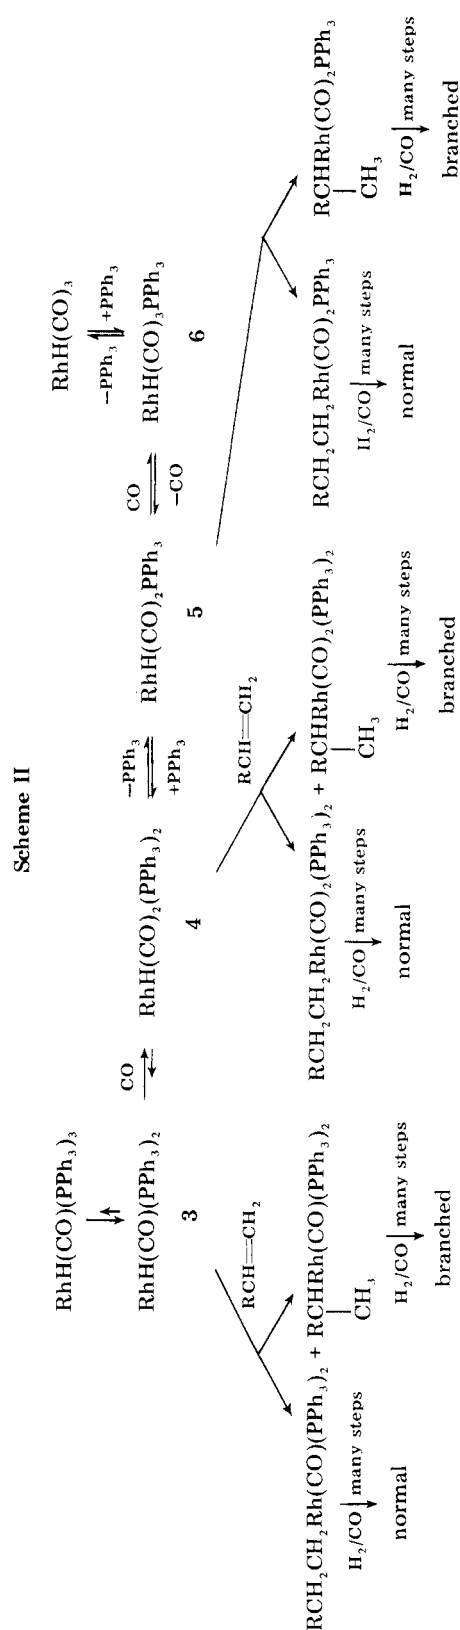 Scheme II
RhH(CO)(PPh₃)₃
RhH(CO)₃
−PPh₃ +PPh₃
RhH(CO)(PPh₃)₂ CO RhH(CO)₂(PPh₃)₂ −PPh₃ +PPh₃ RhH(CO)₂PPh₃ CO −CO RhH(CO)₃PPh₃
3 4 5 6
RCH=CH₂ RCH=CH₂
RCH₂CH₂Rh(CO)(PPh₃)₂ + RCHRh(CO)(PPh₃)₂ RCH₂CH₂Rh(CO)₂(PPh₃)₂ + RCHRh(CO)₂(PPh₃)₂ RCH₂CH₂Rh(CO)₂PPh₃ RCHRh(CO)₂PPh₃
CH₃ CH₃ CH₃
H₂/CO many steps H₂/CO many steps H₂/CO many steps H₂/CO many steps H₂/CO many steps H₂/CO many steps
normal branched normal branched normal branched